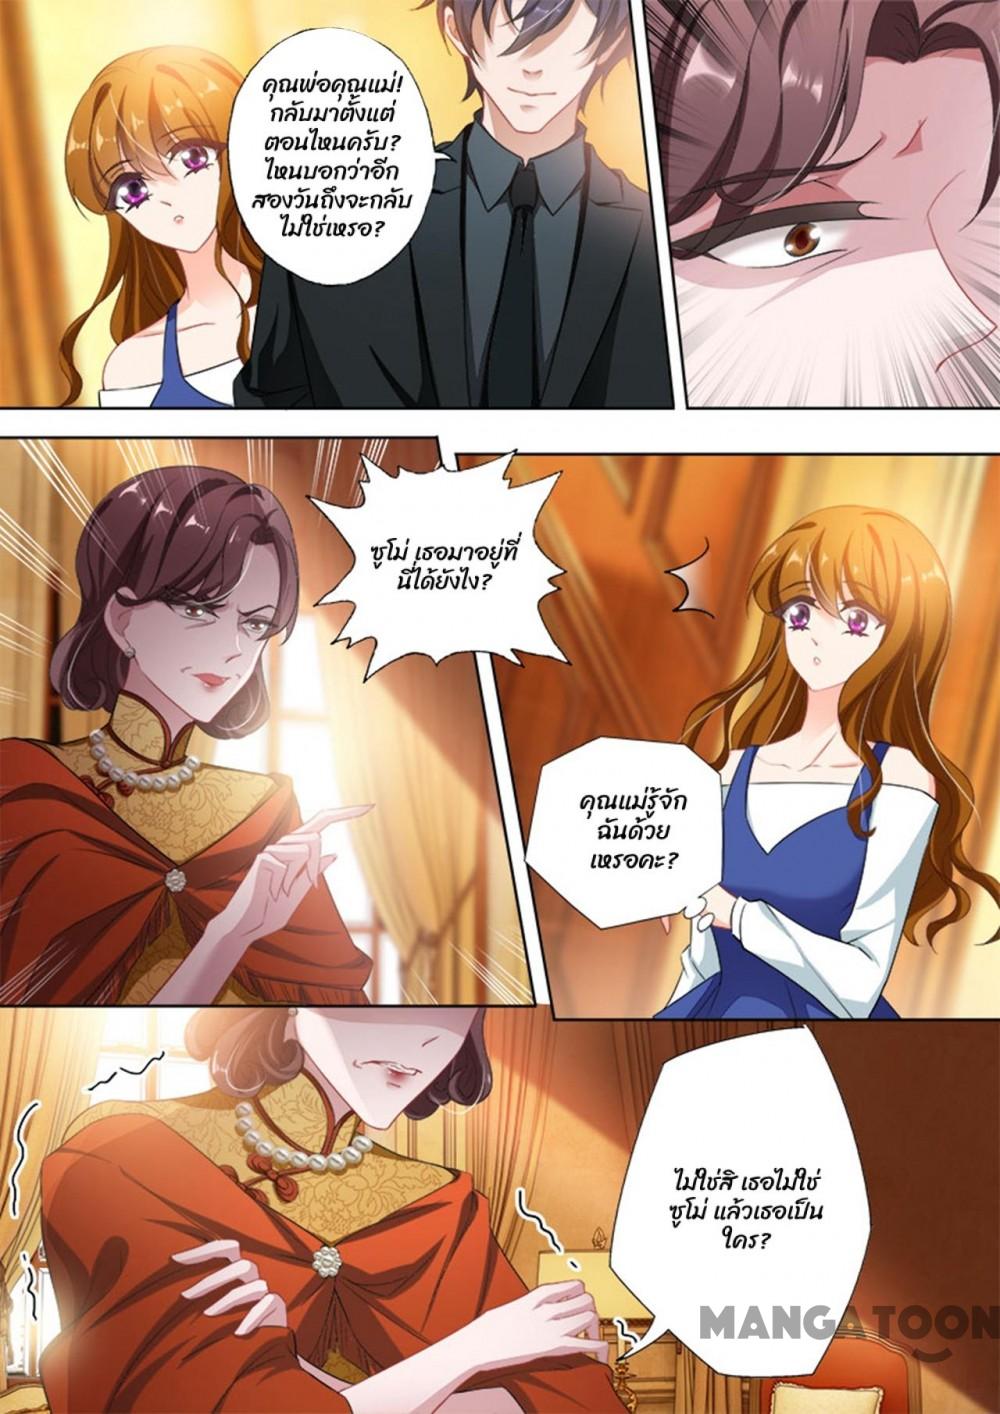 คุณพ่อคุณแม่!
กลับมาตั้งแต่
ตอนไหนครับ?
ไหนบอกว่าอีก
สองวันถึงจะกลับ
ไม่ใช่เหรอ?
ซูโม่ เธอมาอยู่ที่
นี่ได้ยังไง?
คุณแม่รู้จัก
ฉันด้วย
เหรอคะ?
ไม่ใช่สิ เธอไม่ใช่
ซูโม่ แล้วเธอเป็น
ใคร?
MANGATOON